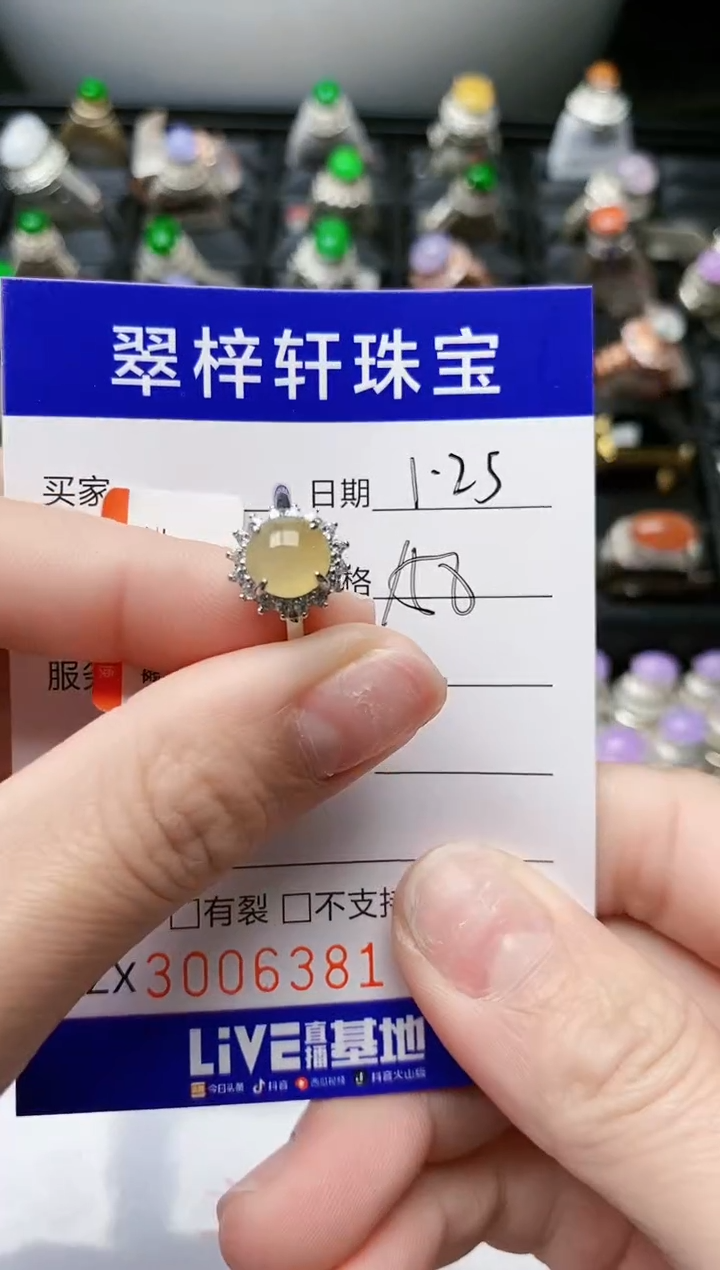 翠梓轩珠宝
买家 日期 1.25
格
服务
□有裂 □不支持
ZX3006381
LiVE直播基地
今日头条 抖音 西瓜视频 抖音火山版